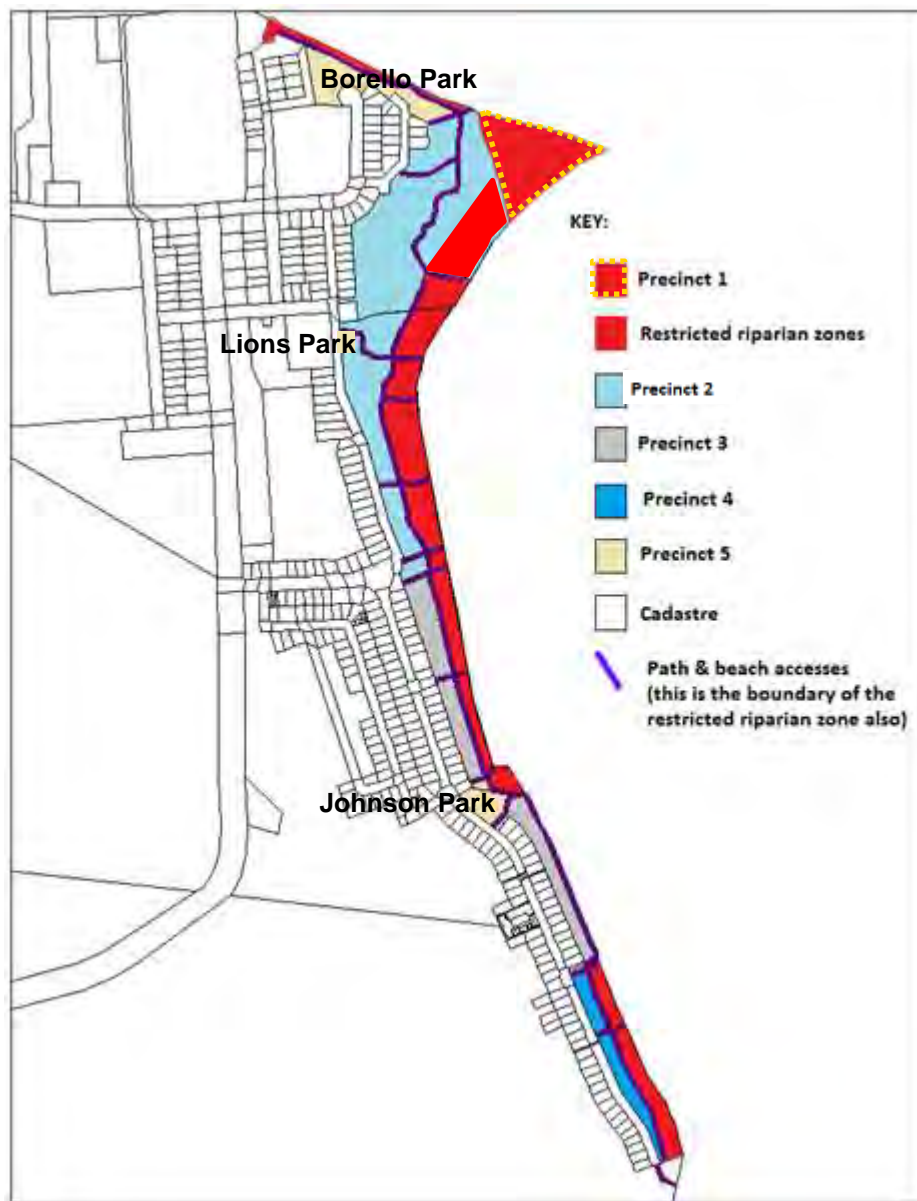 Borello Park
Lions Park
Johnson Park
KEY:
Precinct 1
Restricted riparian zones
Precinct 2
Precinct 3
Precinct 4
Precinct 5
Cadastre
Path & beach accesses
(this is the boundary of the
restricted riparian zone also)